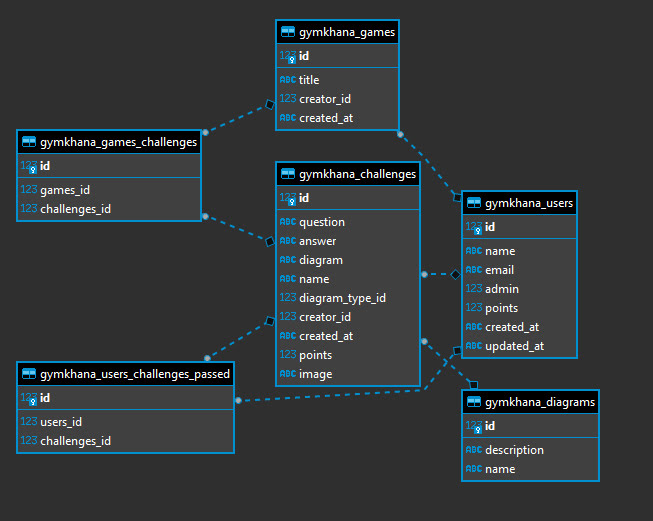 gymkhana_games
123 id
ABC title
123 creator_id
ABC created_at
gymkhana_games_challenges
123 id
123 games_id
123 challenges_id
gymkhana_challenges
123 id
ABC question
ABC answer
ABC diagram
ABC name
123 diagram_type_id
123 creator_id
ABC created_at
123 points
ABC image
gymkhana_users
123 id
ABC name
ABC email
123 admin
123 points
ABC created_at
ABC updated_at
gymkhana_users_challenges_passed
123 id
123 users_id
123 challenges_id
gymkhana_diagrams
123 id
ABC description
ABC name